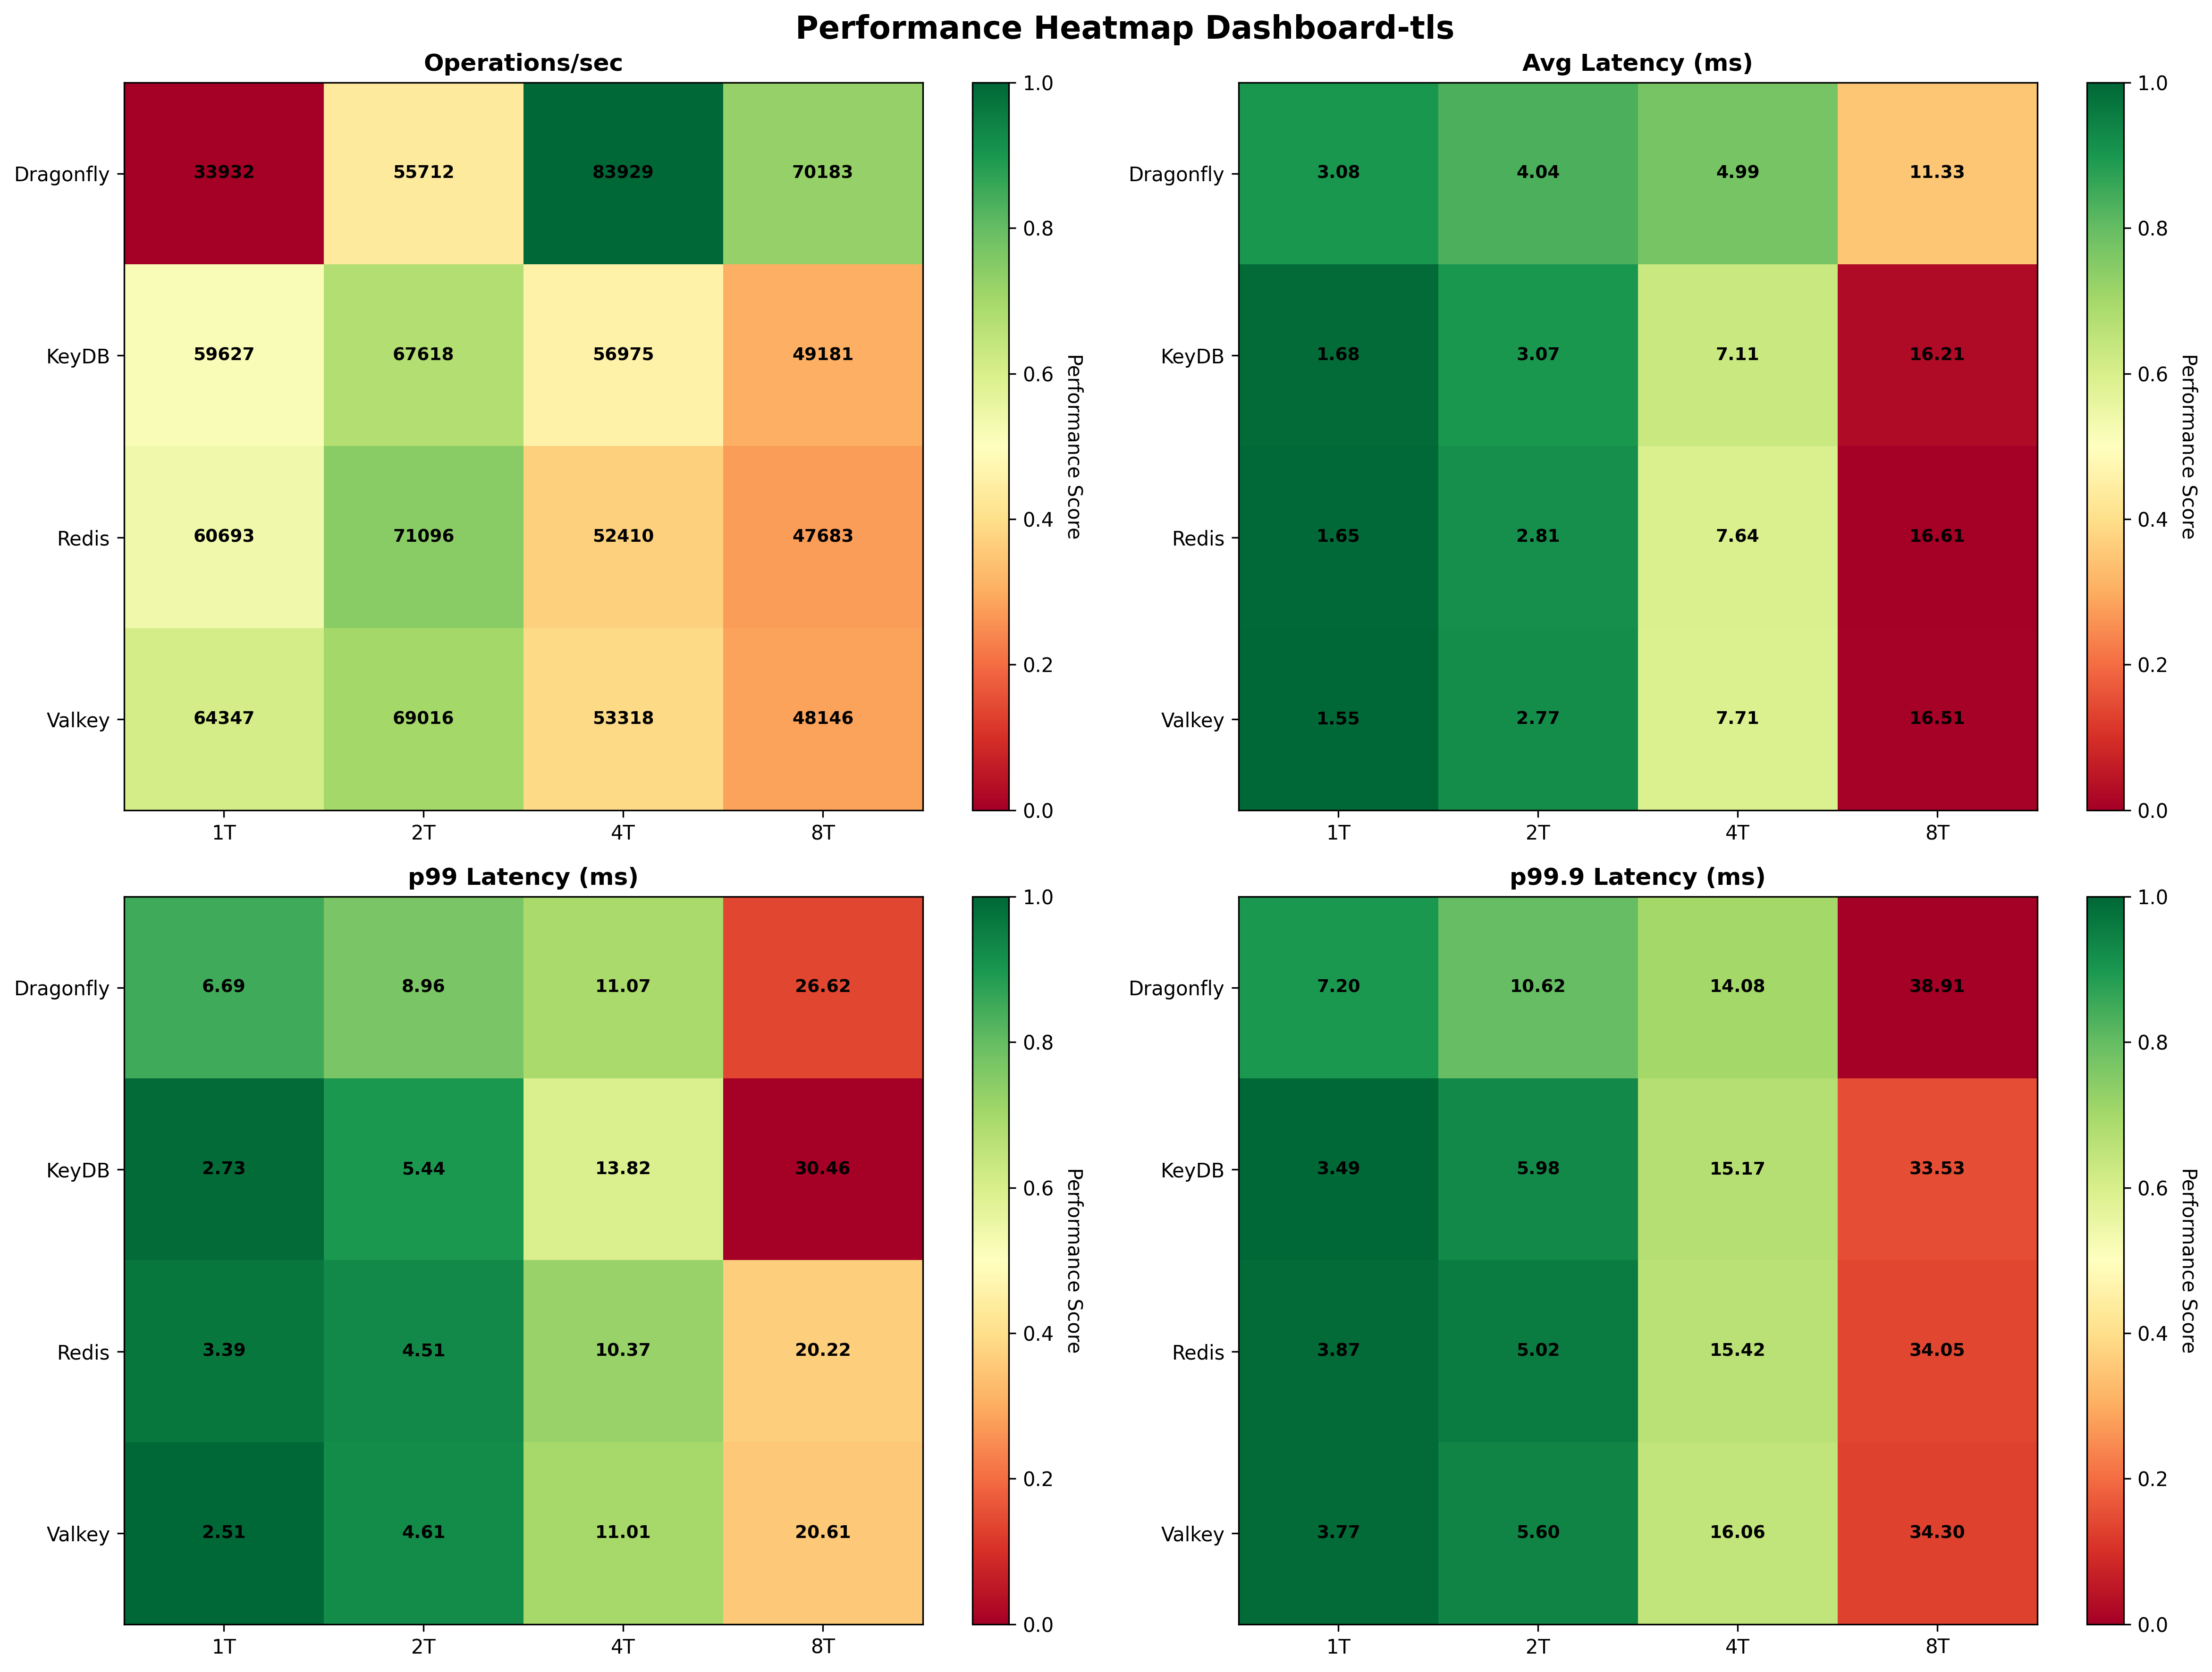 Performance Heatmap Dashboard-tls
Operations/sec
Dragonfly 33932 55712 83929 70183
KeyDB 59627 67618 56975 49181
Redis 60693 71096 52410 47683
Valkey 64347 69016 53318 48146
1T 2T 4T 8T
1.0
0.8
0.6
0.4
0.2
0.0
Performance Score
Avg Latency (ms)
Dragonfly 3.08 4.04 4.99 11.33
KeyDB 1.68 3.07 7.11 16.21
Redis 1.65 2.81 7.64 16.61
Valkey 1.55 2.77 7.71 16.51
1T 2T 4T 8T
1.0
0.8
0.6
0.4
0.2
0.0
Performance Score
p99 Latency (ms)
Dragonfly 6.69 8.96 11.07 26.62
KeyDB 2.73 5.44 13.82 30.46
Redis 3.39 4.51 10.37 20.22
Valkey 2.51 4.61 11.01 20.61
1T 2T 4T 8T
1.0
0.8
0.6
0.4
0.2
0.0
Performance Score
p99.9 Latency (ms)
Dragonfly 7.20 10.62 14.08 38.91
KeyDB 3.49 5.98 15.17 33.53
Redis 3.87 5.02 15.42 34.05
Valkey 3.77 5.60 16.06 34.30
1T 2T 4T 8T
1.0
0.8
0.6
0.4
0.2
0.0
Performance Score